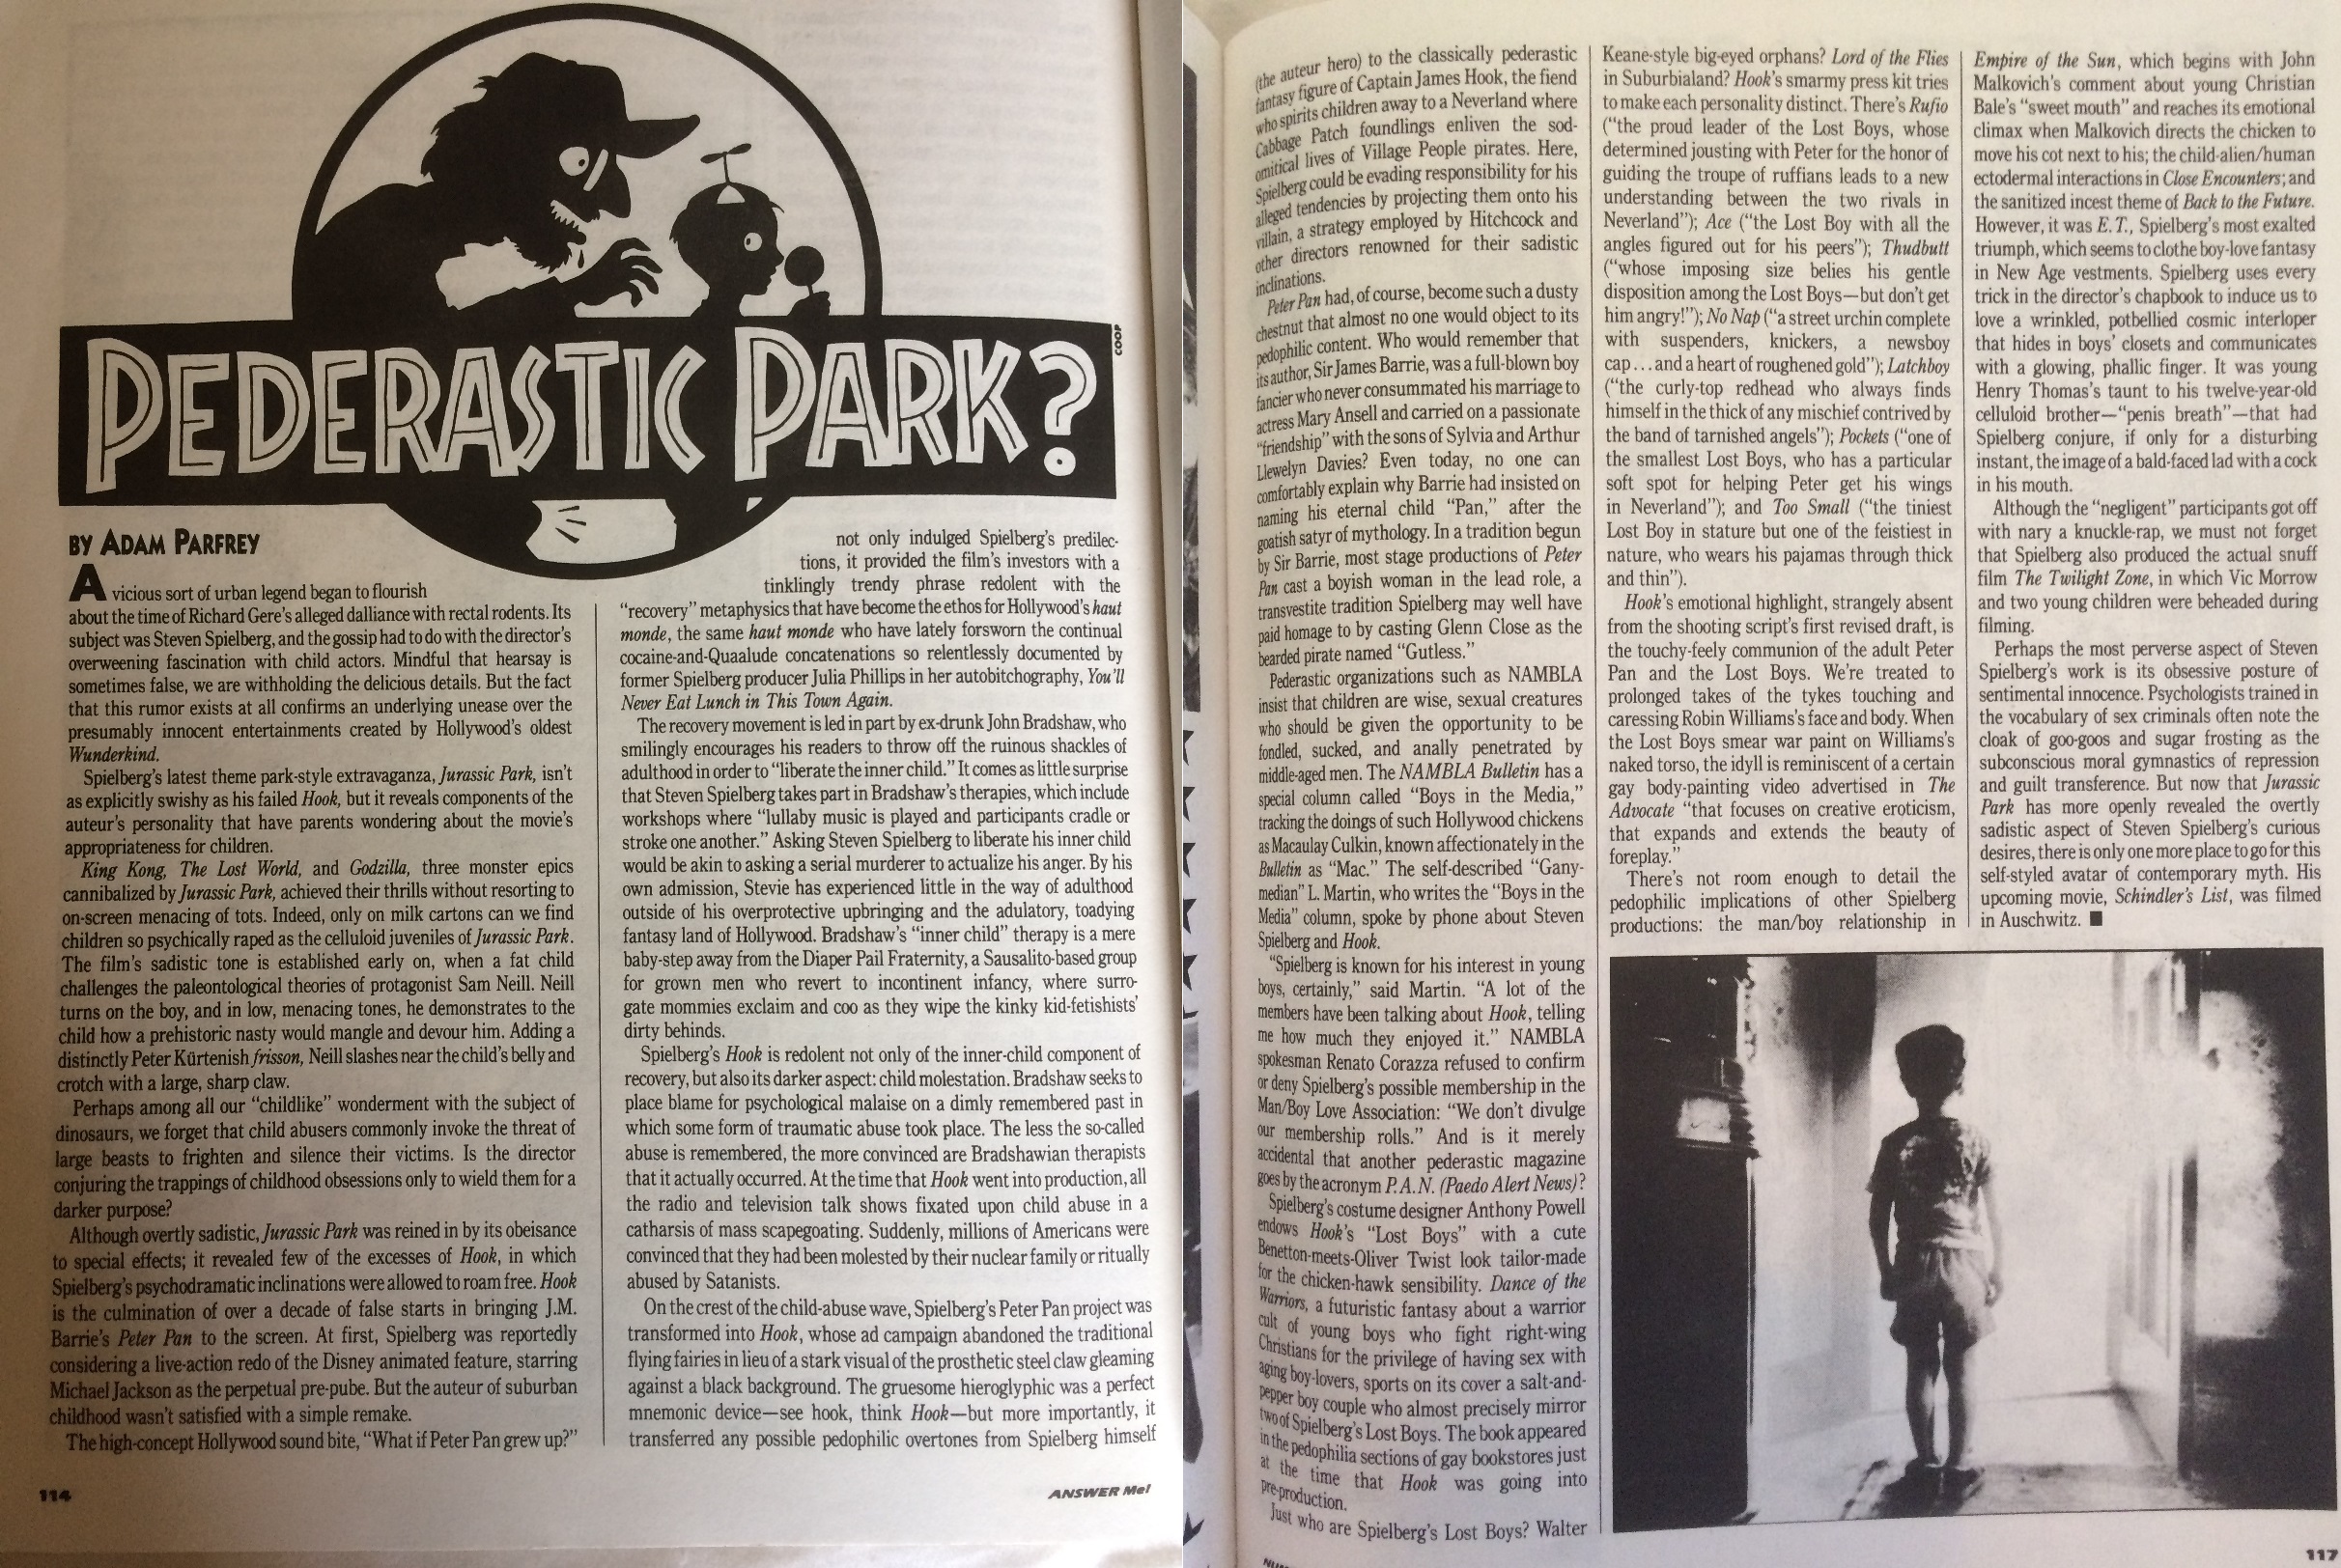 PEDERASTIC PARK?
COOP
BY ADAM PARFREY
A vicious sort of urban legend began to flourish
about the time of Richard Gere's alleged dalliance with rectal rodents. Its
subject was Steven Spielberg, and the gossip had to do with the director's
overweening fascination with child actors. Mindful that hearsay is
sometimes false, we are withholding the delicious details. But the fact
that this rumor exists at all confirms an underlying unease over the
presumably innocent entertainments created by Hollywood's oldest
Wunderkind.
Spielberg's latest theme park-style extravaganza, Jurassic Park, isn't
as explicitly swishy as his failed Hook, but it reveals components of the
auteur's personality that have parents wondering about the movie's
appropriateness for children.
King Kong, The Lost World, and Godzilla, three monster epics
cannibalized by Jurassic Park, achieved their thrills without resorting to
on-screen menacing of tots. Indeed, only on milk cartons can we find
children so psychically raped as the celluloid juveniles of Jurassic Park.
The film's sadistic tone is established early on, when a fat child
challenges the paleontological theories of protagonist Sam Neill. Neill
turns on the boy, and in low, menacing tones, he demonstrates to the
child how a prehistoric nasty would mangle and devour him. Adding a
distinctly Peter Kürtenish frisson, Neill slashes near the child's belly and
crotch with a large, sharp claw.
Perhaps among all our "childlike" wonderment with the subject of
dinosaurs, we forget that child abusers commonly invoke the threat of
large beasts to frighten and silence their victims. Is the director
conjuring the trappings of childhood obsessions only to wield them for a
darker purpose?
Although overtly sadistic, Jurassic Park was reined in by its obeisance
to special effects; it revealed few of the excesses of Hook, in which
Spielberg's psychodramatic inclinations were allowed to roam free. Hook
is the culmination of over a decade of false starts in bringing J.M.
Barrie's Peter Pan to the screen. At first, Spielberg was reportedly
considering a live-action redo of the Disney animated feature, starring
Michael Jackson as the perpetual pre-pube. But the auteur of suburban
childhood wasn't satisfied with a simple remake.
The high-concept Hollywood sound bite, "What if Peter Pan grew up?"
not only indulged Spielberg's predilec-
tions, it provided the film's investors with a
tinklingly trendy phrase redolent with the
"recovery" metaphysics that have become the ethos for Hollywood's haut
monde, the same haut monde who have lately forsworn the continual
cocaine-and-Quaalude concatenations so relentlessly documented by
former Spielberg producer Julia Phillips in her autobitchography, You'll
Never Eat Lunch in This Town Again.
The recovery movement is led in part by ex-drunk John Bradshaw, who
smilingly encourages his readers to throw off the ruinous shackles of
adulthood in order to "liberate the inner child." It comes as little surprise
that Steven Spielberg takes part in Bradshaw's therapies, which include
workshops where "lullaby music is played and participants cradle or
stroke one another." Asking Steven Spielberg to liberate his inner child
would be akin to asking a serial murderer to actualize his anger. By his
own admission, Stevie has experienced little in the way of adulthood
outside of his overprotective upbringing and the adulatory, toadying
fantasy land of Hollywood. Bradshaw's "inner child" therapy is a mere
baby-step away from the Diaper Pail Fraternity, a Sausalito-based group
for grown men who revert to incontinent infancy, where surro-
gate mommies exclaim and coo as they wipe the kinky kid-fetishists'
dirty behinds.
Spielberg's Hook is redolent not only of the inner-child component of
recovery, but also its darker aspect: child molestation. Bradshaw seeks to
place blame for psychological malaise on a dimly remembered past in
which some form of traumatic abuse took place. The less the so-called
abuse is remembered, the more convinced are Bradshawian therapists
that it actually occurred. At the time that Hook went into production, all
the radio and television talk shows fixated upon child abuse in a
catharsis of mass scapegoating. Suddenly, millions of Americans were
convinced that they had been molested by their nuclear family or ritually
abused by Satanists.
On the crest of the child-abuse wave, Spielberg's Peter Pan project was
transformed into Hook, whose ad campaign abandoned the traditional
flying fairies in lieu of a stark visual of the prosthetic steel claw gleaming
against a black background. The gruesome hieroglyphic was a perfect
mnemonic device—see hook, think Hook—but more importantly, it
transferred any possible pedophilic overtones from Spielberg himself
114
ANSWER Me!
(the auteur hero) to the classically pederastic
fantasy figure of Captain James Hook, the fiend
who spirits children away to a Neverland where
Cabbage Patch foundlings enliven the sod-
omitical lives of Village People pirates. Here,
Spielberg could be evading responsibility for his
alleged tendencies by projecting them onto his
villain, a strategy employed by Hitchcock and
other directors renowned for their sadistic
inclinations.
Peter Pan had, of course, become such a dusty
chestnut that almost no one would object to its
pedophilic content. Who would remember that
its author, Sir James Barrie, was a full-blown boy
fancier who never consummated his marriage to
actress Mary Ansell and carried on a passionate
"friendship" with the sons of Sylvia and Arthur
Llewelyn Davies? Even today, no one can
comfortably explain why Barrie had insisted on
naming his eternal child "Pan," after the
goatish satyr of mythology. In a tradition begun
by Sir Barrie, most stage productions of Peter
Pan cast a boyish woman in the lead role, a
transvestite tradition Spielberg may well have
paid homage to by casting Glenn Close as the
bearded pirate named "Gutless."
Pederastic organizations such as NAMBLA
insist that children are wise, sexual creatures
who should be given the opportunity to be
fondled, sucked, and anally penetrated by
middle-aged men. The NAMBLA Bulletin has a
special column called "Boys in the Media,"
tracking the doings of such Hollywood chickens
as Macaulay Culkin, known affectionately in the
Bulletin as "Mac." The self-described "Gany-
median" L. Martin, who writes the "Boys in the
Media" column, spoke by phone about Steven
Spielberg and Hook.
"Spielberg is known for his interest in young
boys, certainly," said Martin. "A lot of the
members have been talking about Hook, telling
me how much they enjoyed it." NAMBLA
spokesman Renato Corazza refused to confirm
or deny Spielberg's possible membership in the
Man/Boy Love Association: "We don't divulge
our membership rolls." And is it merely
accidental that another pederastic magazine
goes by the acronym P.A.N. (Paedo Alert News)?
Spielberg's costume designer Anthony Powell
endows Hook's "Lost Boys" with a cute
Benetton-meets-Oliver Twist look tailor-made
for the chicken-hawk sensibility. Dance of the
Warriors, a futuristic fantasy about a warrior
cult of young boys who fight right-wing
Christians for the privilege of having sex with
aging boy-lovers, sports on its cover a salt-and-
pepper boy couple who almost precisely mirror
two of Spielberg's Lost Boys. The book appeared
in the pedophilia sections of gay bookstores just
at the time that Hook was going into
pre-production.
Just who are Spielberg's Lost Boys? Walter
Keane-style big-eyed orphans? Lord of the Flies
in Suburbialand? Hook's smarmy press kit tries
to make each personality distinct. There's Rufio
("the proud leader of the Lost Boys, whose
determined jousting with Peter for the honor of
guiding the troupe of ruffians leads to a new
understanding between the two rivals in
Neverland"); Ace ("the Lost Boy with all the
angles figured out for his peers"); Thudbutt
("whose imposing size belies his gentle
disposition among the Lost Boys—but don't get
him angry!"); No Nap ("a street urchin complete
with suspenders, knickers, a newsboy
cap...and a heart of roughened gold"); Latchboy
("the curly-top redhead who always finds
himself in the thick of any mischief contrived by
the band of tarnished angels"); Pockets ("one of
the smallest Lost Boys, who has a particular
soft spot for helping Peter get his wings
in Neverland"); and Too Small ("the tiniest
Lost Boy in stature but one of the feistiest in
nature, who wears his pajamas through thick
and thin").
Hook's emotional highlight, strangely absent
from the shooting script's first revised draft, is
the touchy-feely communion of the adult Peter
Pan and the Lost Boys. We're treated to
prolonged takes of the tykes touching and
caressing Robin Williams's face and body. When
the Lost Boys smear war paint on Williams's
naked torso, the idyll is reminiscent of a certain
gay body-painting video advertised in The
Advocate "that focuses on creative eroticism,
that expands and extends the beauty of
foreplay."
There's not room enough to detail the
pedophilic implications of other Spielberg
productions: the man/boy relationship in
Empire of the Sun, which begins with John
Malkovich's comment about young Christian
Bale's "sweet mouth" and reaches its emotional
climax when Malkovich directs the chicken to
move his cot next to his; the child-alien/human
ectodermal interactions in Close Encounters; and
the sanitized incest theme of Back to the Future.
However, it was E.T., Spielberg's most exalted
triumph, which seems to clothe boy-love fantasy
in New Age vestments. Spielberg uses every
trick in the director's chapbook to induce us to
love a wrinkled, potbellied cosmic interloper
that hides in boys' closets and communicates
with a glowing, phallic finger. [One sentence deliberately omitted: sexual imagery involving a child]
Although the "negligent" participants got off
with nary a knuckle-rap, we must not forget
that Spielberg also produced the actual snuff
film The Twilight Zone, in which Vic Morrow
and two young children were beheaded during
filming.
Perhaps the most perverse aspect of Steven
Spielberg's work is its obsessive posture of
sentimental innocence. Psychologists trained in
the vocabulary of sex criminals often note the
cloak of goo-goos and sugar frosting as the
subconscious moral gymnastics of repression
and guilt transference. But now that Jurassic
Park has more openly revealed the overtly
sadistic aspect of Steven Spielberg's curious
desires, there is only one more place to go for this
self-styled avatar of contemporary myth. His
upcoming movie, Schindler's List, was filmed
in Auschwitz. ■
117